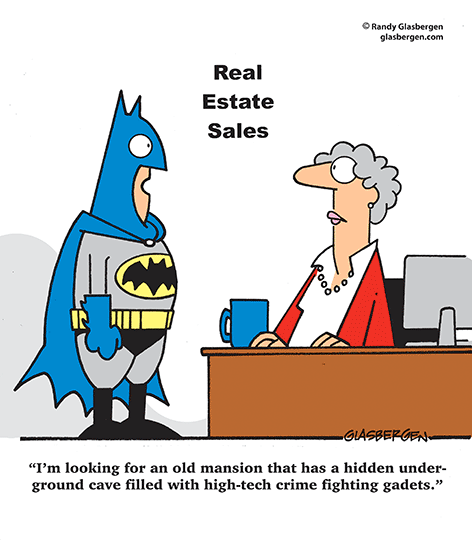 © Randy Glasbergen
glasbergen.com
Real
Estate
Sales
GLASBERGEN
“I’m looking for an old mansion that has a hidden under-
ground cave filled with high-tech crime fighting gadets.”